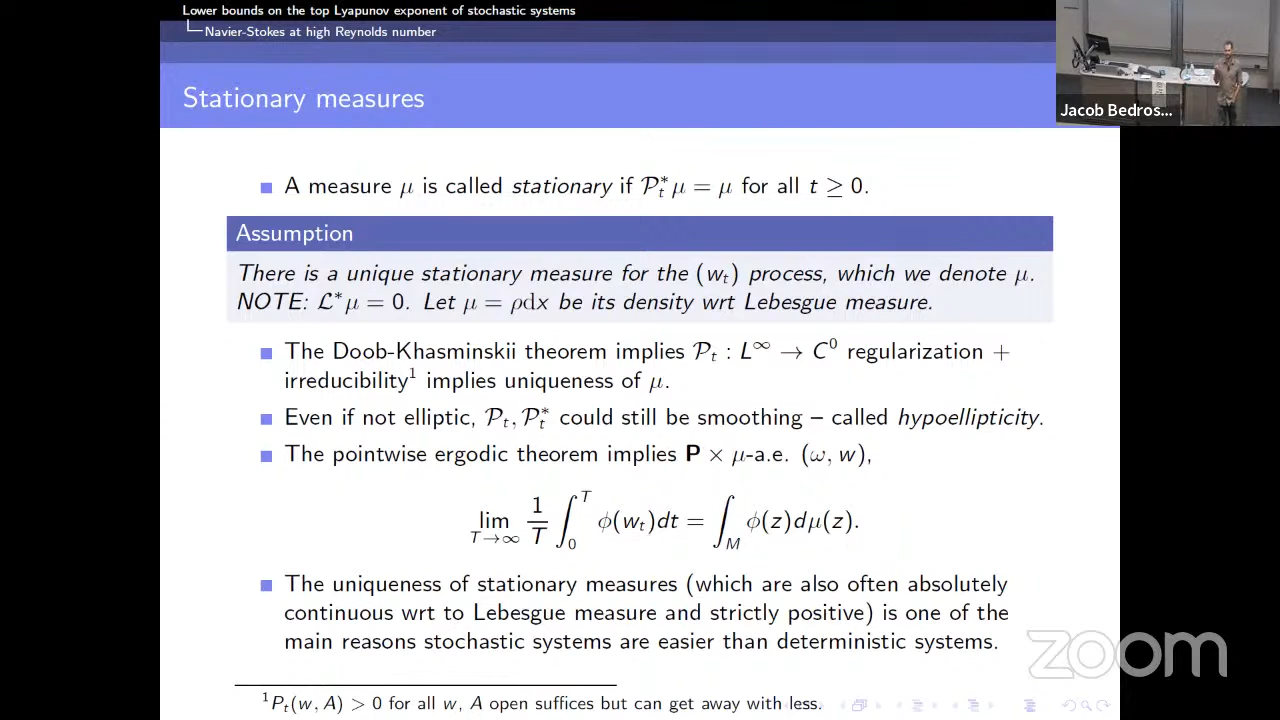 Lower bounds on the top Lyapunov exponent of stochastic systems
Navier-Stokes at high Reynolds number
Jacob Bedros...
Stationary measures
A measure μ is called stationary if 𝒫ₜ*μ = μ for all t ≥ 0.
Assumption
There is a unique stationary measure for the (wₜ) process, which we denote μ.
NOTE: ℒ*μ = 0. Let μ = ρdx be its density wrt Lebesgue measure.
The Doob-Khasminskii theorem implies 𝒫ₜ : L^∞ → C⁰ regularization +
irreducibility¹ implies uniqueness of μ.
Even if not elliptic, 𝒫ₜ, 𝒫ₜ* could still be smoothing – called hypoellipticity.
The pointwise ergodic theorem implies P × μ-a.e. (ω, w),
lim_{T→∞} 1/T ∫₀^T ϕ(wₜ)dt = ∫_M ϕ(z)dμ(z).
The uniqueness of stationary measures (which are also often absolutely
continuous wrt to Lebesgue measure and strictly positive) is one of the
main reasons stochastic systems are easier than deterministic systems.
zoom
¹Pₜ(w, A) > 0 for all w, A open suffices but can get away with less.